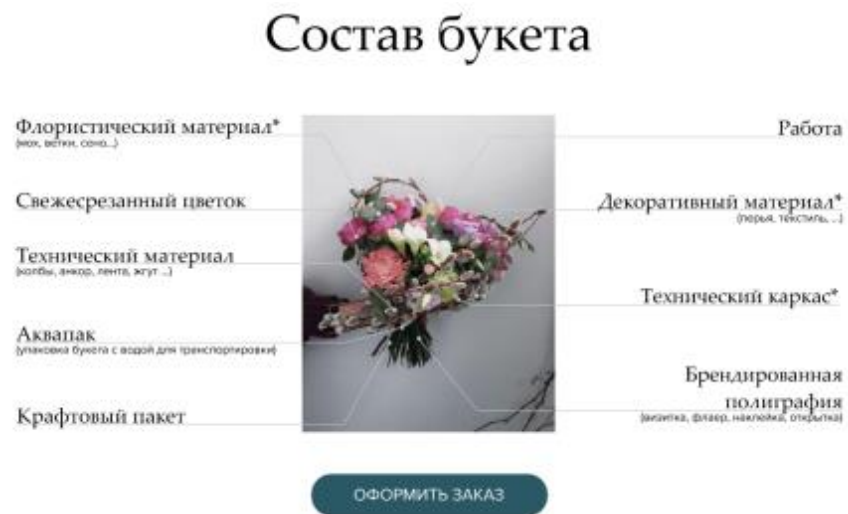 Состав букета
Флористический материал*
(мох, ветки, сено...)
Свежесрезанный цветок
Технический материал
(колбы, анкор, лента, жгут ...)
Аквапак
(упаковка букета с водой для транспортировки)
Крафтовый пакет
Работа
Декоративный материал*
(перья, текстиль, ...)
Технический каркас*
Брендированная
полиграфия
(визитка, флаер, наклейка, открытка)
ОФОРМИТЬ ЗАКАЗ